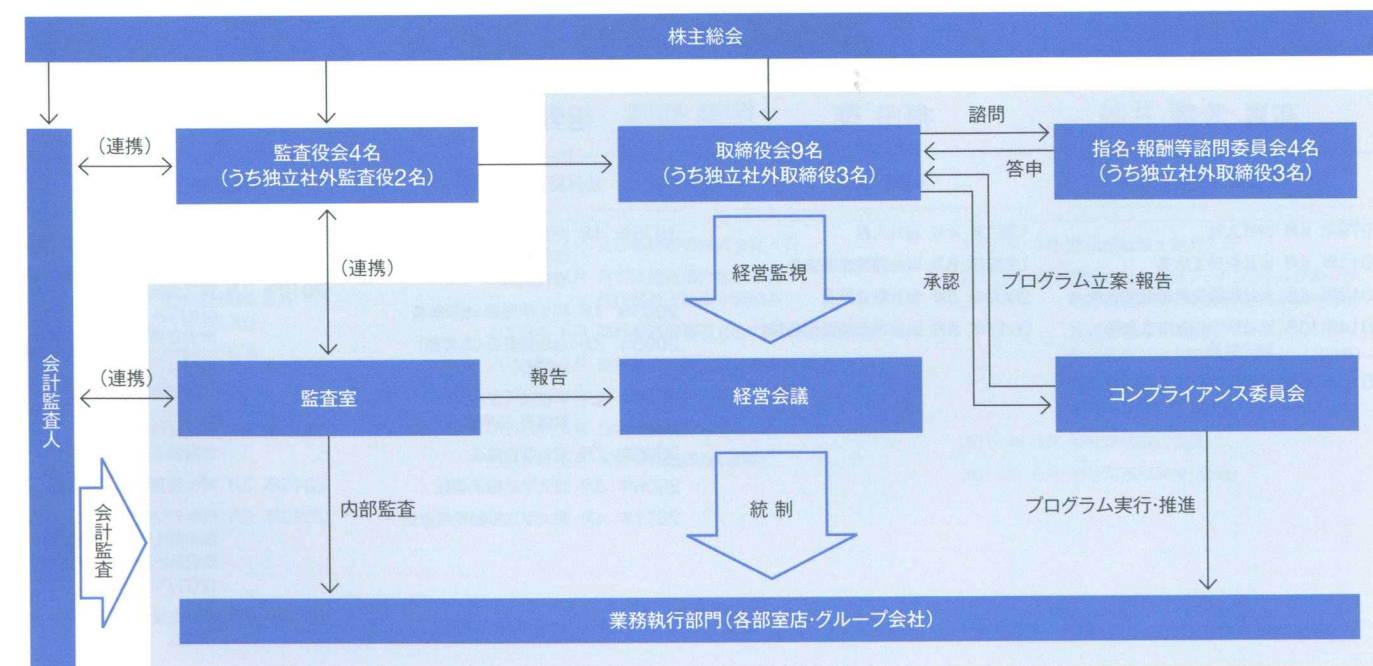 株主総会
諮問
(連携)
監査役会4名
(うち独立社外監査役2名)
取締役会9名
(うち独立社外取締役3名)
指名・報酬等諮問委員会4名
(うち独立社外取締役3名)
答申
(連携)
経営監視
承認
プログラム立案・報告
会計監査人
(連携)
監査室
報告
経営会議
コンプライアンス委員会
会計監査
内部監査
統制
プログラム実行・推進
業務執行部門(各部室店・グループ会社)